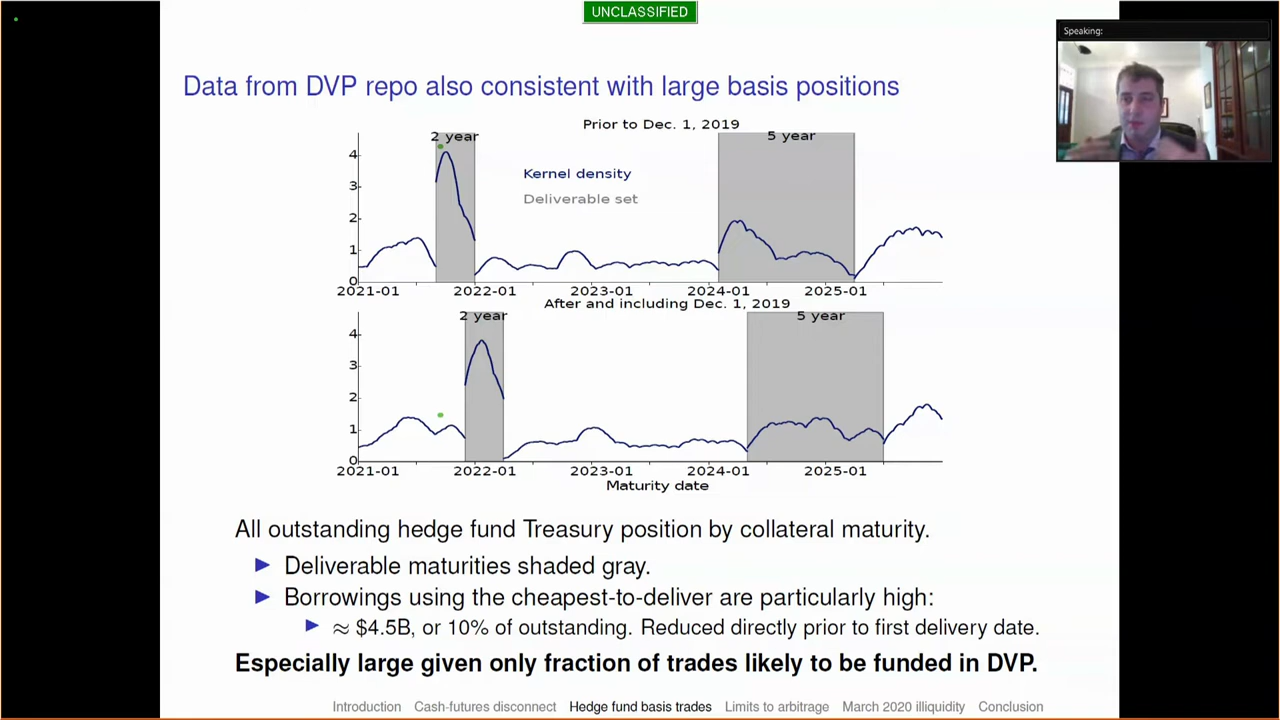 UNCLASSIFIED
Speaking:
Data from DVP repo also consistent with large basis positions
Prior to Dec. 1, 2019
2 year
5 year
4
3
2
1
0
Kernel density
Deliverable set
2021-01 2022-01 2023-01 2024-01 2025-01
After and including Dec. 1, 2019
2 year
5 year
4
3
2
1
0
2021-01 2022-01 2023-01 2024-01 2025-01
Maturity date
All outstanding hedge fund Treasury position by collateral maturity.
▶ Deliverable maturities shaded gray.
▶ Borrowings using the cheapest-to-deliver are particularly high:
▶ ≈ $4.5B, or 10% of outstanding. Reduced directly prior to first delivery date.
Especially large given only fraction of trades likely to be funded in DVP.
Introduction Cash-futures disconnect Hedge fund basis trades Limits to arbitrage March 2020 illiquidity Conclusion